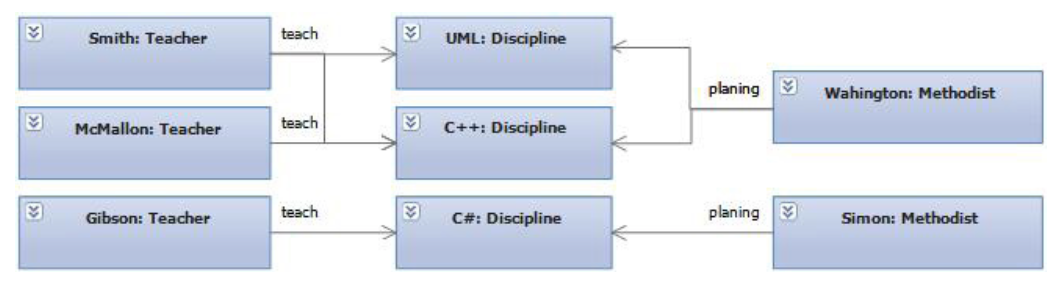 Smith: Teacher
teach
UML: Discipline
planing
Wahington: Methodist
McMallon: Teacher
teach
C++: Discipline
Gibson: Teacher
teach
C#: Discipline
planing
Simon: Methodist